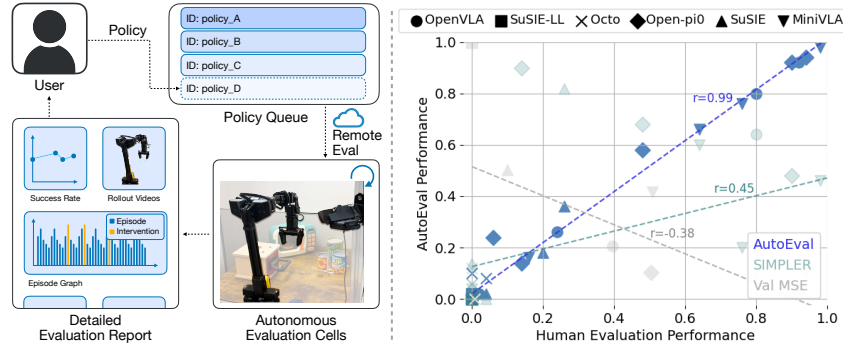 Policy
User
ID: policy_A
ID: policy_B
ID: policy_C
ID: policy_D
Policy Queue
Remote
Eval
Success Rate
Rollout Videos
Episode
Intervention
Episode Graph
Detailed
Evaluation Report
Autonomous
Evaluation Cells
OpenVLA
SuSIE-LL
Octo
Open-pi0
SuSIE
MiniVLA
AutoEval Performance
1.0
0.8
0.6
0.4
0.2
0.0
r=0.99
r=0.45
r=-0.38
AutoEval
SIMPLER
Val MSE
0.0
0.2
0.4
0.6
0.8
1.0
Human Evaluation Performance